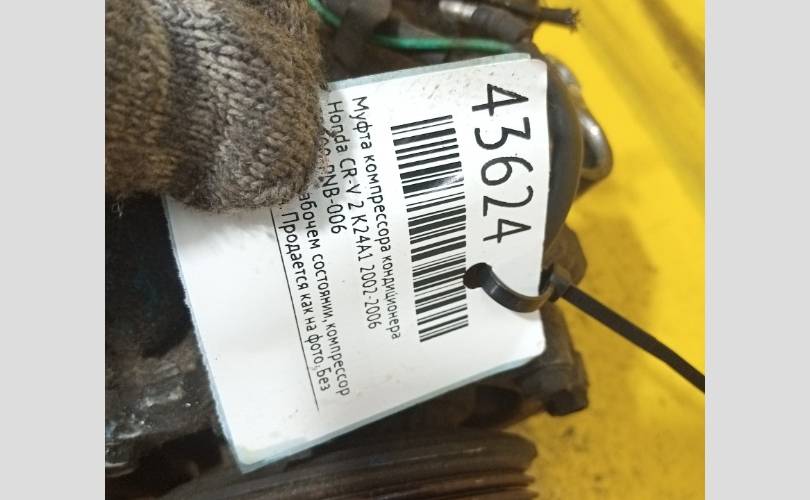 43624
Муфта компрессора кондиционера
Honda CR-V 2 K24A1 2002-2006
PNB-006
рабочем состоянии, компрессор
Продается как на фото, Без